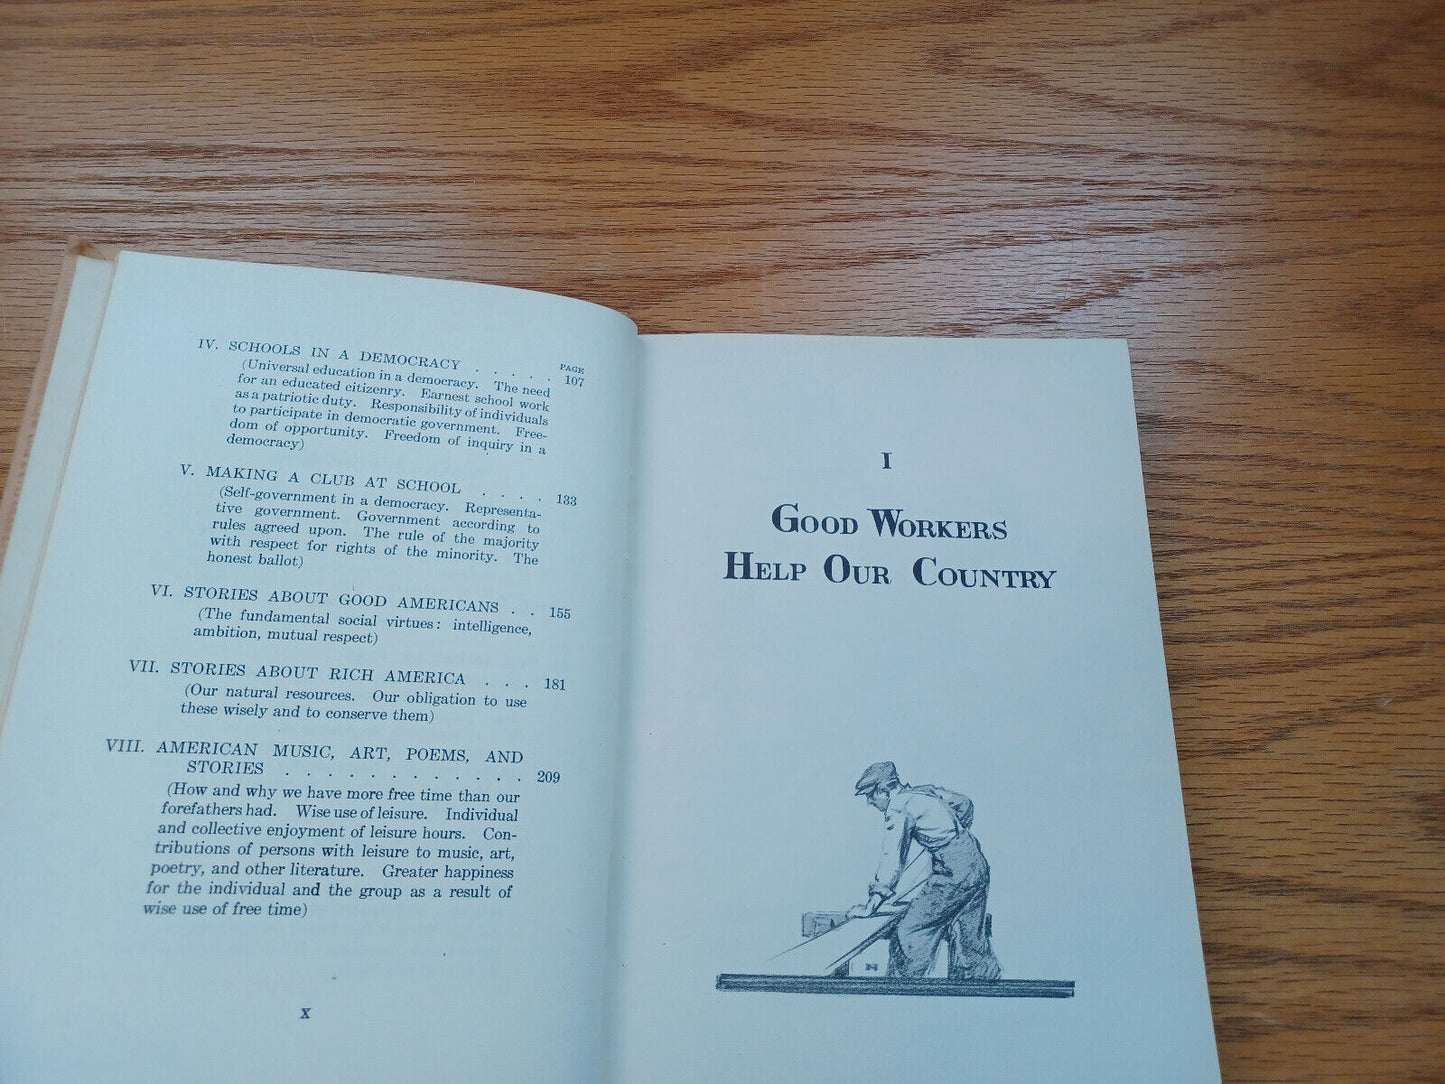 PAGE
IV. SCHOOLS IN A DEMOCRACY . . . . . 107
(Universal education in a democracy. The need
for an educated citizenry. Earnest school work
as a patriotic duty. Responsibility of individuals
to participate in democratic government. Free-
dom of opportunity. Freedom of inquiry in a
democracy)
V. MAKING A CLUB AT SCHOOL . . . . 133
(Self-government in a democracy. Representa-
tive government. Government according to
rules agreed upon. The rule of the majority
with respect for rights of the minority. The
honest ballot)
VI. STORIES ABOUT GOOD AMERICANS . . 155
(The fundamental social virtues: intelligence,
ambition, mutual respect)
VII. STORIES ABOUT RICH AMERICA . . . 181
(Our natural resources. Our obligation to use
these wisely and to conserve them)
VIII. AMERICAN MUSIC, ART, POEMS, AND
STORIES . . . . . . . . . . . . 209
(How and why we have more free time than our
forefathers had. Wise use of leisure. Individual
and collective enjoyment of leisure hours. Con-
tributions of persons with leisure to music, art,
poetry, and other literature. Greater happiness
for the individual and the group as a result of
wise use of free time)
x
I
GOOD WORKERS
HELP OUR COUNTRY